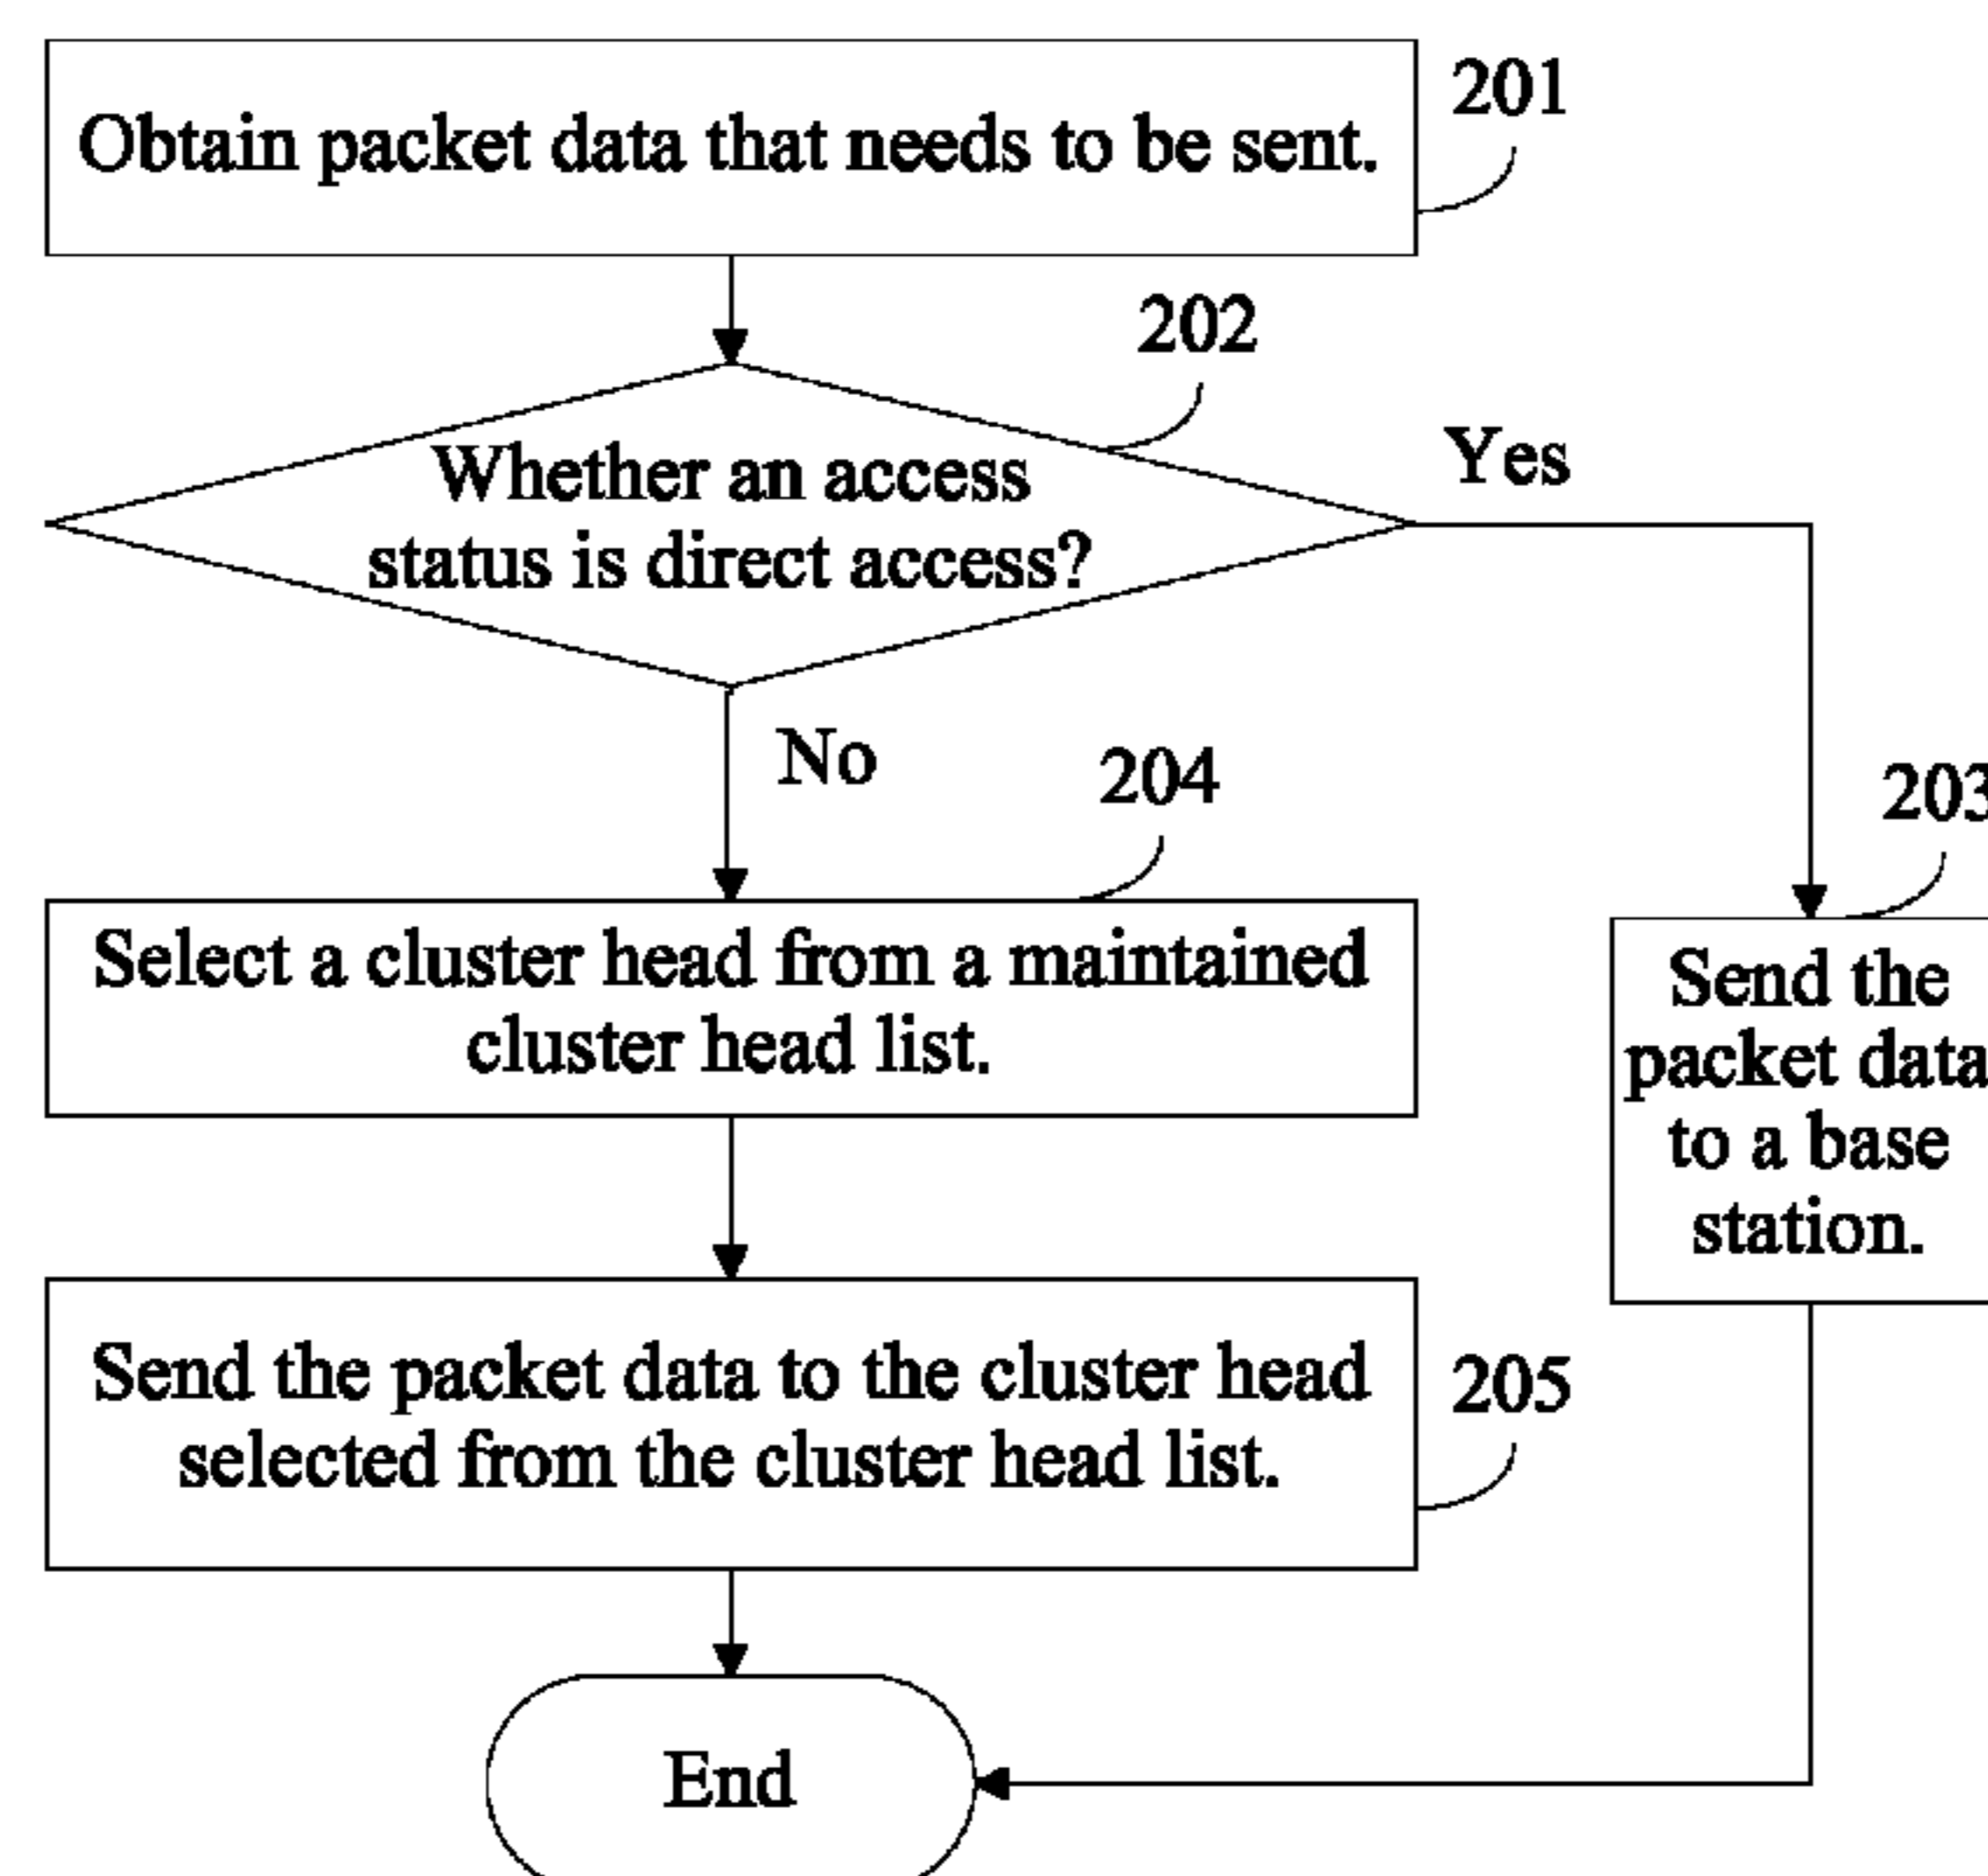 201
Obtain packet data that needs to be sent.
202
Whether an access
status is direct access?
Yes
No
204
203
Select a cluster head from a maintained
cluster head list.
Send the
packet data
to a base
station.
Send the packet data to the cluster head
selected from the cluster head list.
205
End